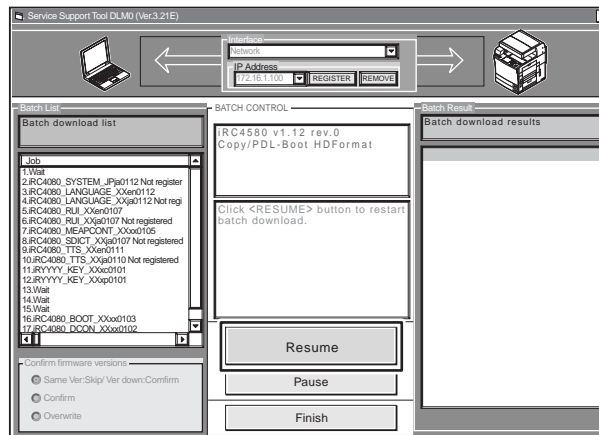 Service Support Tool DLM0 (Ver.3.21E)
Interface
Network
IP Address
172.16.1.100
REGISTER
REMOVE
Batch List
Batch download list
Job
1.Wait
2.iRC4080_SYSTEM_JPja0112 Not register
3.iRC4080_LANGUAGE_XXen0112
4.iRC4080_LANGUAGE_XXja0112 Not regi
5.iRC4080_RUI_XXen0107
6.iRC4080_RUI_XXja0107 Not registered
7.iRC4080_MEAPCONT_XXxx0105
8.iRC4080_SDICT_XXja0107 Not registered
9.iRC4080_TTS_XXen0111
10.iRC4080_TTS_XXja0110 Not registered
11.iRYYYY_KEY_XXxc0101
12.iRYYYY_KEY_XXxp0101
13.Wait
14.Wait
15.Wait
16.iRC4080_BOOT_XXxx0103
17.iRC4080_DCON_XXxx0102
Confirm firmware versions
Same Ver:Skip/ Ver down:Comfirm
Confirm
Overwrite
BATCH CONTROL
iRC4580 v1.12 rev.0
Copy/PDL-Boot HDFormat
Click <RESUME> button to restart
batch download.
Resume
Pause
Finish
Batch Result
Batch download results